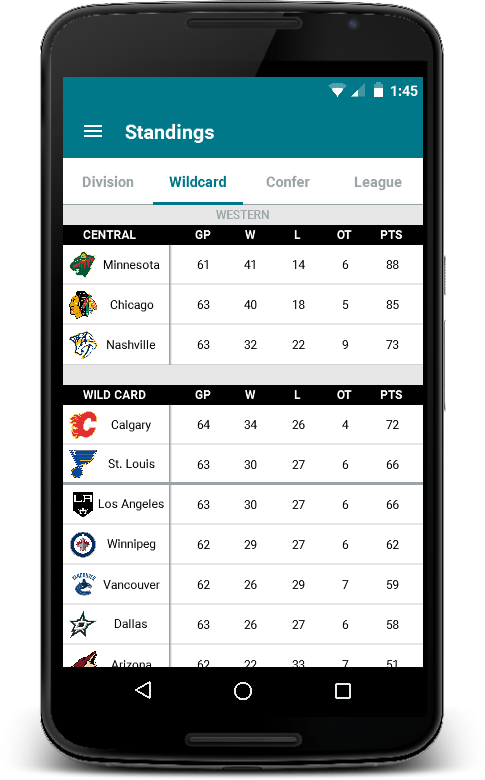 1:45
Standings
Division Wildcard Confer League
WESTERN
CENTRAL GP W L OT PTS
Minnesota 61 41 14 6 88
Chicago 63 40 18 5 85
Nashville 63 32 22 9 73
WILD CARD GP W L OT PTS
Calgary 64 34 26 4 72
St. Louis 63 30 27 6 66
LA Los Angeles 63 30 27 6 66
Winnipeg 62 29 27 6 62
VANCOUVER Vancouver 62 26 29 7 59
Dallas 63 26 27 6 58
Arizona 62 22 33 7 51